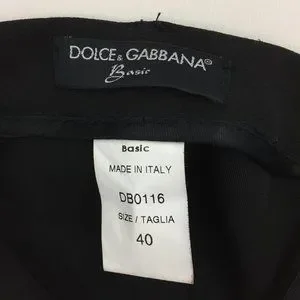 DOLCE & GABBANA®
Basic
Basic
MADE IN ITALY
DB0116
SIZE / TAGLIA
40